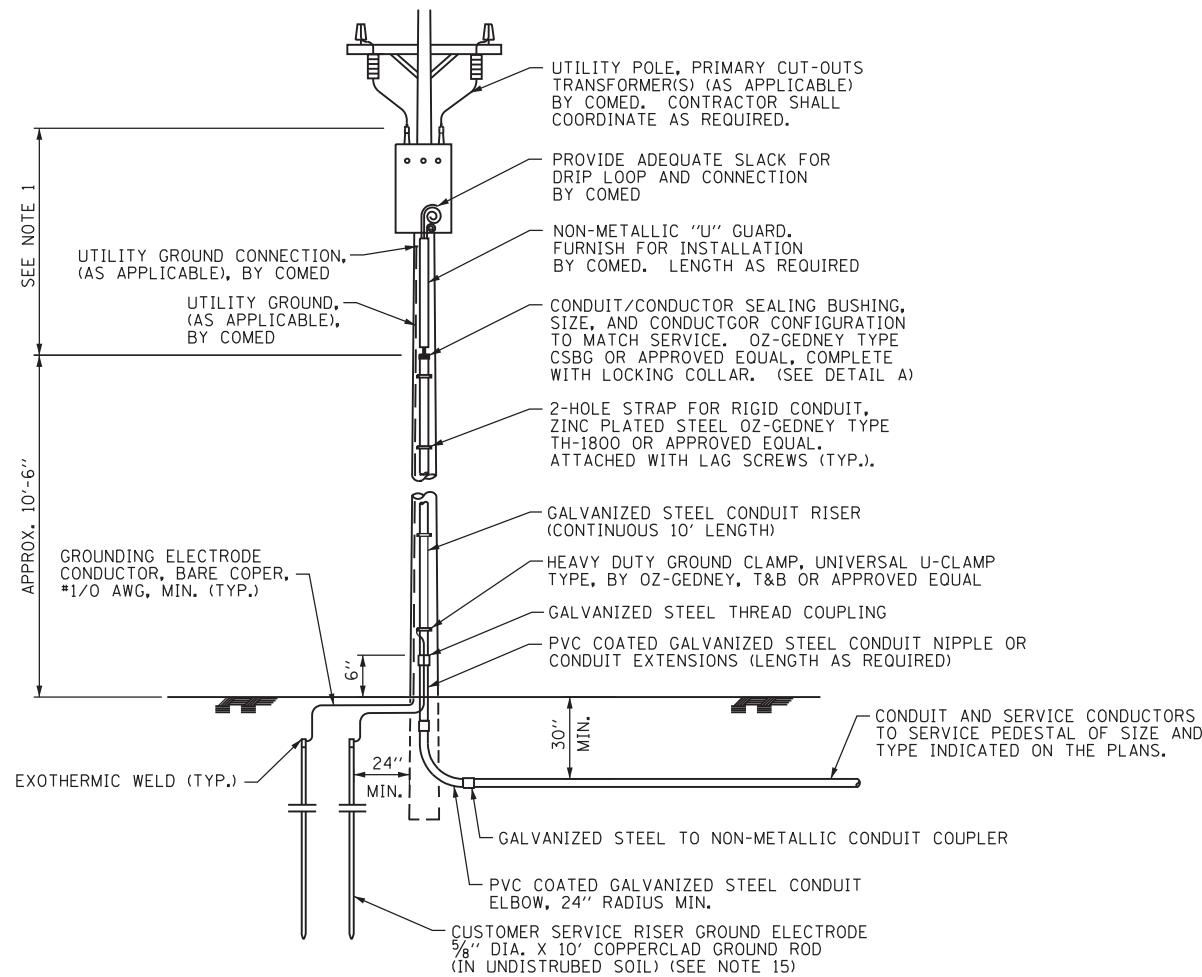 UTILITY POLE, PRIMARY CUT-OUTS
TRANSFORMER(S) (AS APPLICABLE)
BY COMED. CONTRACTOR SHALL
COORDINATE AS REQUIRED.
PROVIDE ADEQUATE SLACK FOR
DRIP LOOP AND CONNECTION
BY COMED
SEE NOTE 1
NON-METALLIC "U" GUARD.
FURNISH FOR INSTALLATION
BY COMED. LENGTH AS REQUIRED
UTILITY GROUND CONNECTION,
(AS APPLICABLE), BY COMED
UTILITY GROUND,
(AS APPLICABLE),
BY COMED
CONDUIT/CONDUCTOR SEALING BUSHING,
SIZE, AND CONDUCTGOR CONFIGURATION
TO MATCH SERVICE. OZ-GEDNEY TYPE
CSBG OR APPROVED EQUAL, COMPLETE
WITH LOCKING COLLAR. (SEE DETAIL A)
2-HOLE STRAP FOR RIGID CONDUIT,
ZINC PLATED STEEL OZ-GEDNEY TYPE
TH-1800 OR APPROVED EQUAL.
ATTACHED WITH LAG SCREWS (TYP.).
APPROX. 10'-6"
GALVANIZED STEEL CONDUIT RISER
(CONTINUOUS 10' LENGTH)
GROUNDING ELECTRODE
CONDUCTOR, BARE COPER,
#1/0 AWG, MIN. (TYP.)
HEAVY DUTY GROUND CLAMP, UNIVERSAL U-CLAMP
TYPE, BY OZ-GEDNEY, T&B OR APPROVED EQUAL
GALVANIZED STEEL THREAD COUPLING
PVC COATED GALVANIZED STEEL CONDUIT NIPPLE OR
CONDUIT EXTENSIONS (LENGTH AS REQUIRED)
6"
30"
MIN.
CONDUIT AND SERVICE CONDUCTORS
TO SERVICE PEDESTAL OF SIZE AND
TYPE INDICATED ON THE PLANS.
EXOTHERMIC WELD (TYP.)
24"
MIN.
GALVANIZED STEEL TO NON-METALLIC CONDUIT COUPLER
PVC COATED GALVANIZED STEEL CONDUIT
ELBOW, 24" RADIUS MIN.
CUSTOMER SERVICE RISER GROUND ELECTRODE
5/8" DIA. X 10' COPPERCLAD GROUND ROD
(IN UNDISTRUBED SOIL) (SEE NOTE 15)